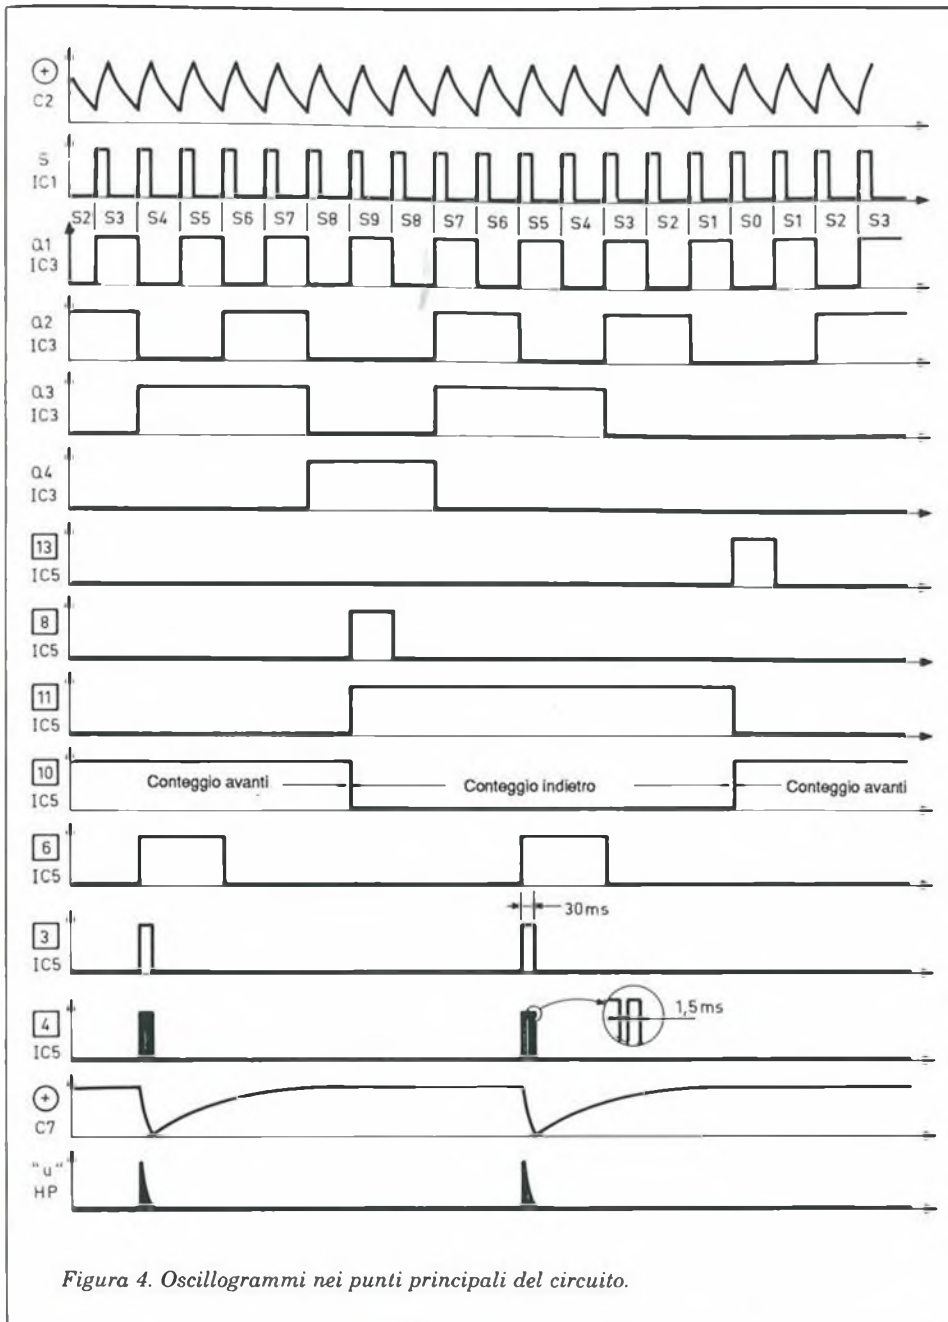 +
C2
S
IC1
S2 S3 S4 S5 S6 S7 S8 S9 S8 S7 S6 S5 S4 S3 S2 S1 S0 S1 S2 S3
Q1
IC3
Q2
IC3
Q3
IC3
Q4
IC3
13
IC5
8
IC5
11
IC5
10
IC5
Conteggio avanti
Conteggio indietro
Conteggio avanti
6
IC5
30ms
3
IC5
4
IC5
1,5ms
+
C7
"u"
HP
Figura 4. Oscillogrammi nei punti principali del circuito.